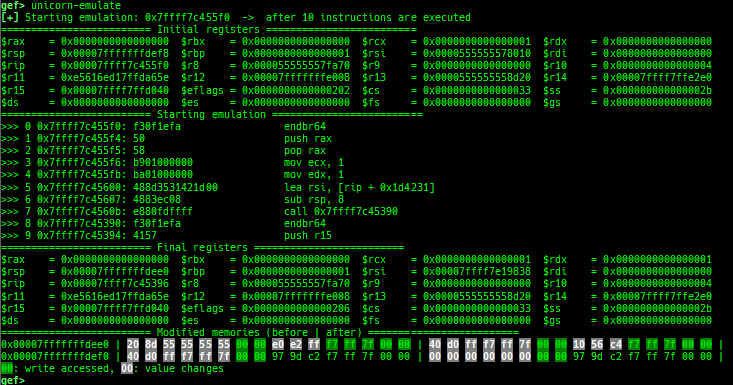 gef> unicorn-emulate
[+] Starting emulation: 0x7ffff7c455f0  ->  after 10 instructions are executed
========================= Initial registers =========================
$rax    = 0x0000000000000000  $rbx    = 0x0000000000000000  $rcx    = 0x0000000000000001  $rdx    = 0x0000000000000000
$rsp    = 0x00007fffffffdef8  $rbp    = 0x0000000000000001  $rsi    = 0x0000555555578010  $rdi    = 0x0000000000000000
$rip    = 0x00007ffff7c455f0  $r8     = 0x000055555557fa70  $r9     = 0x0000000000000000  $r10    = 0x0000000000000004
$r11    = 0xe5616ed17ffda65e  $r12    = 0x00007fffffffe008  $r13    = 0x0000555555558d20  $r14    = 0x00007ffff7ffe2e0
$r15    = 0x00007ffff7ffd040  $eflags = 0x0000000000000202  $cs     = 0x0000000000000033  $ss     = 0x000000000000002b
$ds     = 0x0000000000000000  $es     = 0x0000000000000000  $fs     = 0x0000000000000000  $gs     = 0x0000000000000000
========================= Starting emulation =========================
>>> 0 0x7ffff7c455f0: f30f1efa                 endbr64
>>> 1 0x7ffff7c455f4: 50                       push rax
>>> 2 0x7ffff7c455f5: 58                       pop rax
>>> 3 0x7ffff7c455f6: b901000000               mov ecx, 1
>>> 4 0x7ffff7c455fb: ba01000000               mov edx, 1
>>> 5 0x7ffff7c45600: 488d3531421d00           lea rsi, [rip + 0x1d4231]
>>> 6 0x7ffff7c45607: 4883ec08                 sub rsp, 8
>>> 7 0x7ffff7c4560b: e880fdffff               call 0x7ffff7c45390
>>> 8 0x7ffff7c45390: f30f1efa                 endbr64
>>> 9 0x7ffff7c45394: 4157                     push r15
========================= Final registers =========================
$rax    = 0x0000000000000000  $rbx    = 0x0000000000000000  $rcx    = 0x0000000000000001  $rdx    = 0x0000000000000001
$rsp    = 0x00007fffffffdee0  $rbp    = 0x0000000000000001  $rsi    = 0x00007ffff7e19838  $rdi    = 0x0000000000000000
$rip    = 0x00007ffff7c45396  $r8     = 0x000055555557fa70  $r9     = 0x0000000000000000  $r10    = 0x0000000000000004
$r11    = 0xe5616ed17ffda65e  $r12    = 0x00007fffffffe008  $r13    = 0x0000555555558d20  $r14    = 0x00007ffff7ffe2e0
$r15    = 0x00007ffff7ffd040  $eflags = 0x0000000000000206  $cs     = 0x0000000000000033  $ss     = 0x000000000000002b
$ds     = 0x0000000000000000  $es     = 0x0000000000000000  $fs     = 0x0000000000000000  $gs     = 0x0000000000000000
========================= Modified memories (before | after) =========================
0x00007fffffffdee0 | 20 8d 55 55 55 55 00 00 e0 e2 ff f7 ff 7f 00 00 | 40 d0 ff f7 ff 7f 00 00 10 56 c4 f7 ff 7f 00 00
0x00007fffffffdef0 | 40 d0 ff f7 ff 7f 00 00 97 9d c2 f7 ff 7f 00 00 | 00 00 00 00 00 00 00 00 97 9d c2 f7 ff 7f 00 00
00: write accessed, 00: value changes
gef>